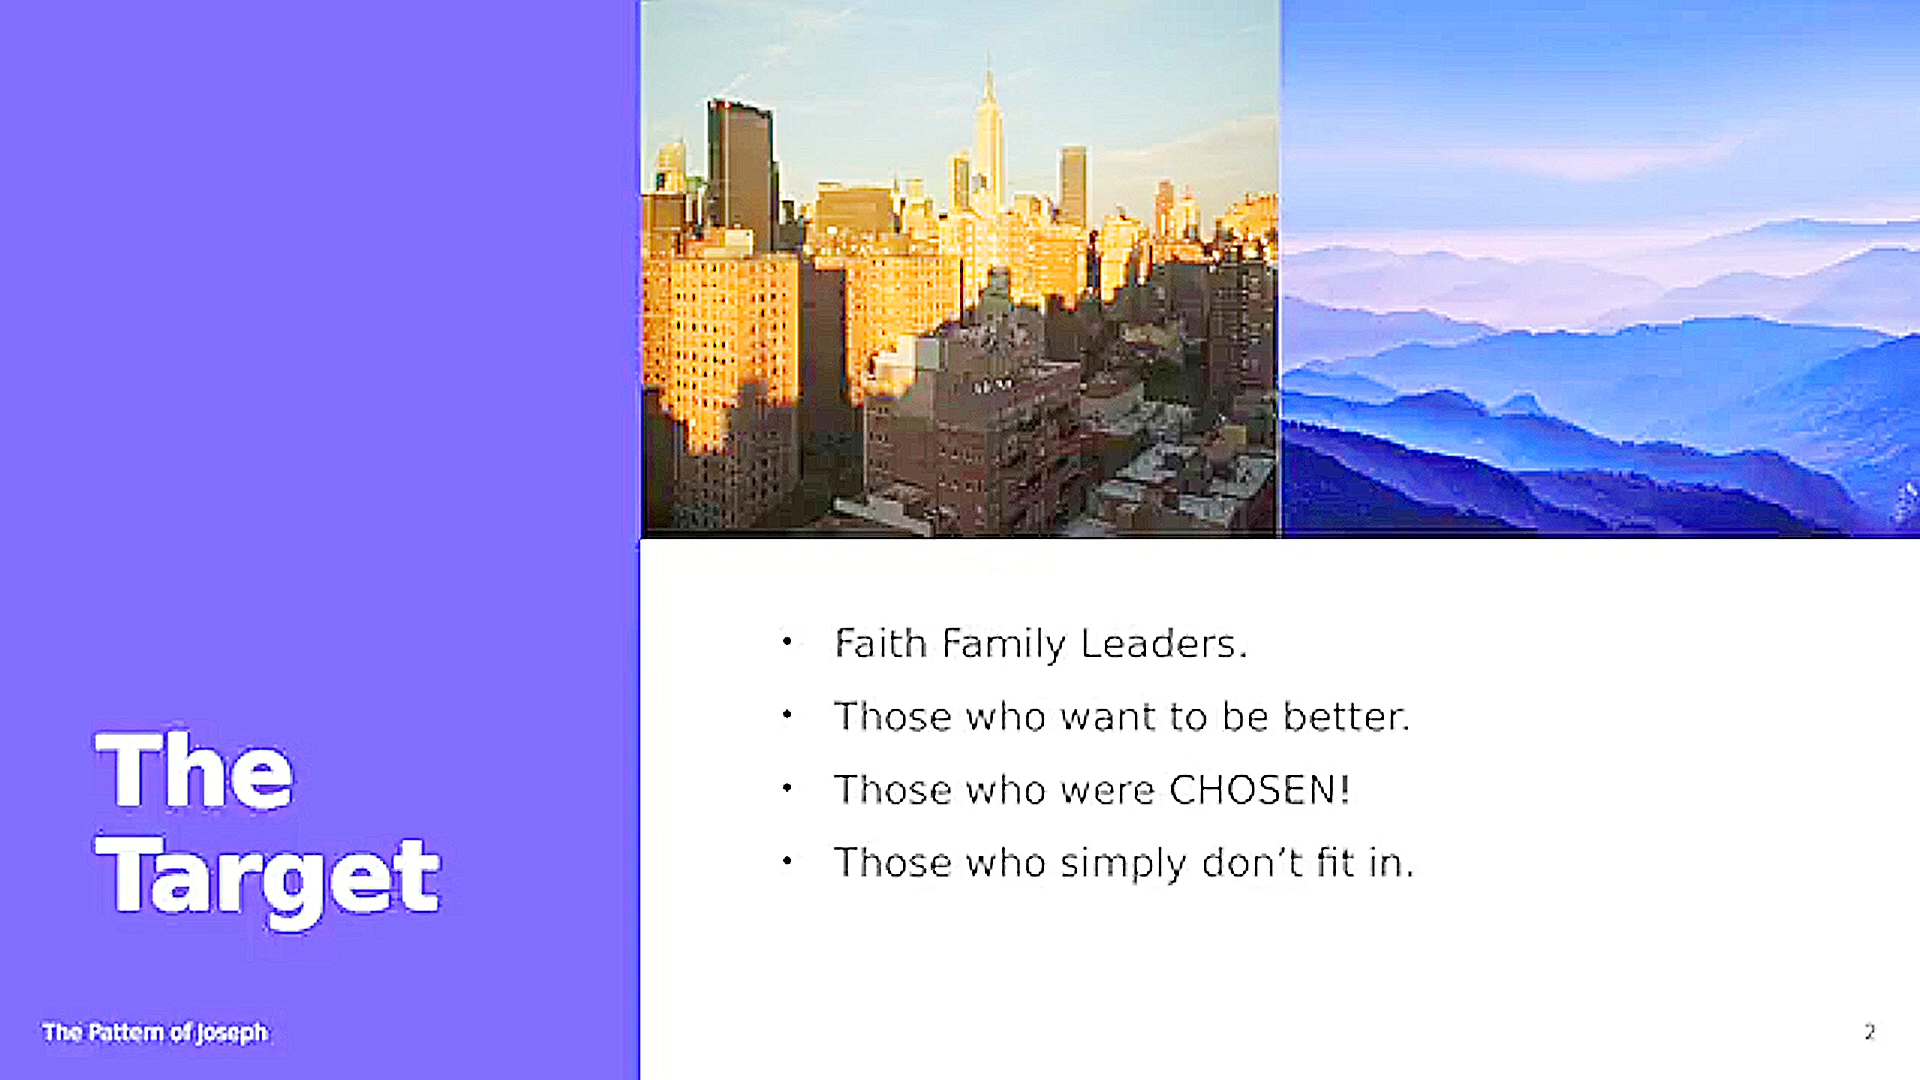 The
Target
Faith Family Leaders.
Those who want to be better.
Those who were CHOSEN!
Those who simply don’t fit in.
The Pattern of Joseph
2